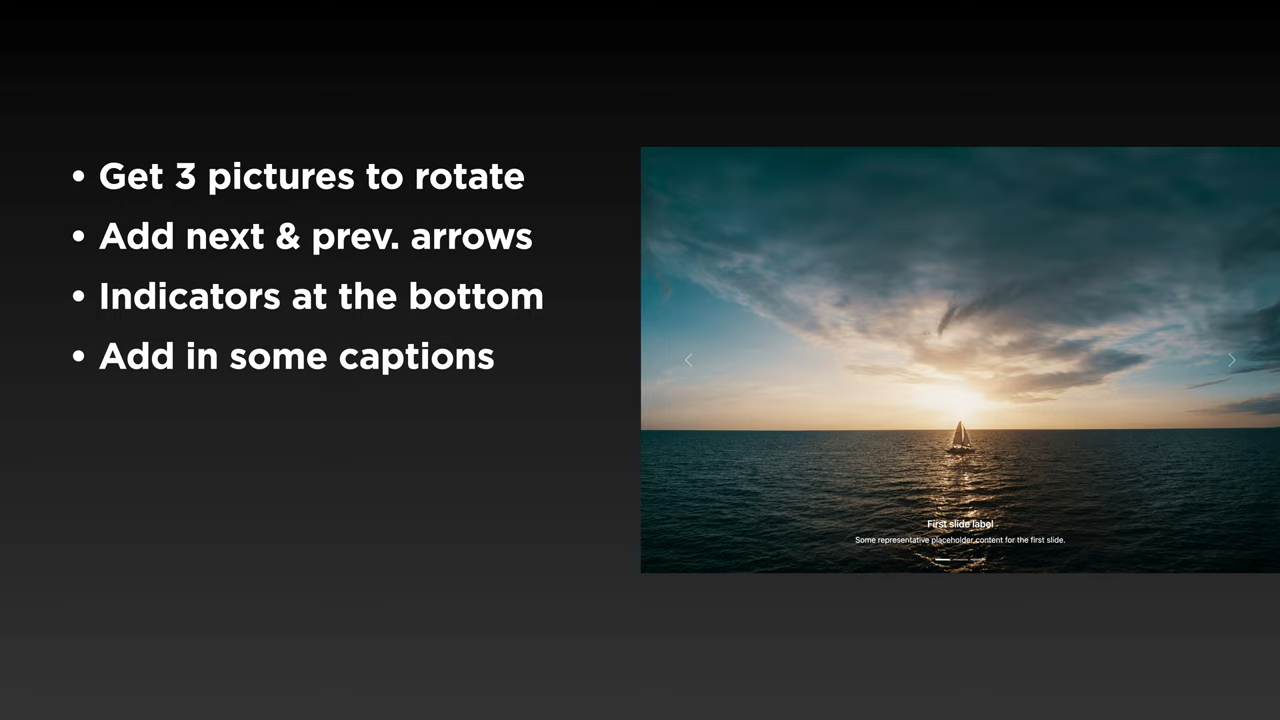 • Get 3 pictures to rotate
• Add next & prev. arrows
• Indicators at the bottom
• Add in some captions
First slide label
Some representative placeholder content for the first slide.